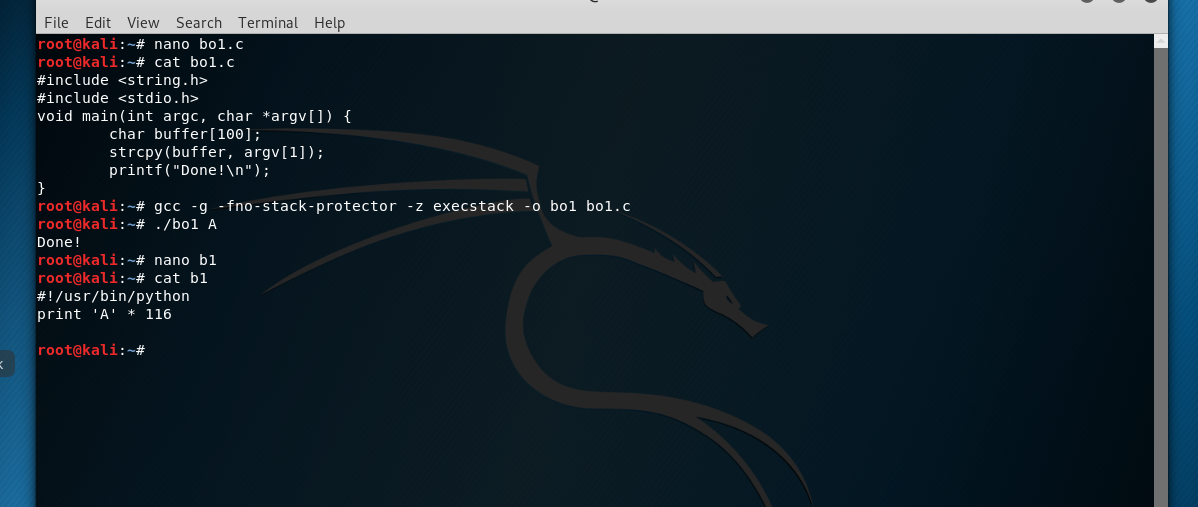 File Edit View Search Terminal Help
root@kali:~# nano bo1.c
root@kali:~# cat bo1.c
#include <string.h>
#include <stdio.h>
void main(int argc, char *argv[]) {
        char buffer[100];
        strcpy(buffer, argv[1]);
        printf("Done!\n");
}
root@kali:~# gcc -g -fno-stack-protector -z execstack -o bo1 bo1.c
root@kali:~# ./bo1 A
Done!
root@kali:~# nano b1
root@kali:~# cat b1
#!/usr/bin/python
print 'A' * 116
root@kali:~#